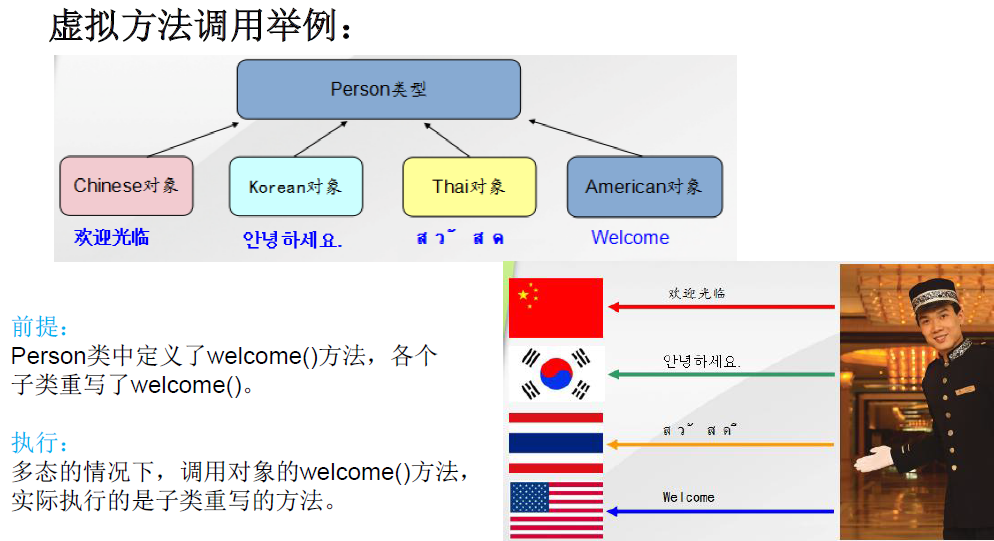 虚拟方法调用举例：
Person类型
Chinese对象
Korean对象
Thai对象
American对象
欢迎光临
안녕하세요.
ส ว ั ส ด
Welcome
欢迎光临
안녕하세요.
ส ว ั ส ด ี
Welcome
前提：
Person类中定义了welcome()方法，各个
子类重写了welcome()。
执行：
多态的情况下，调用对象的welcome()方法，
实际执行的是子类重写的方法。